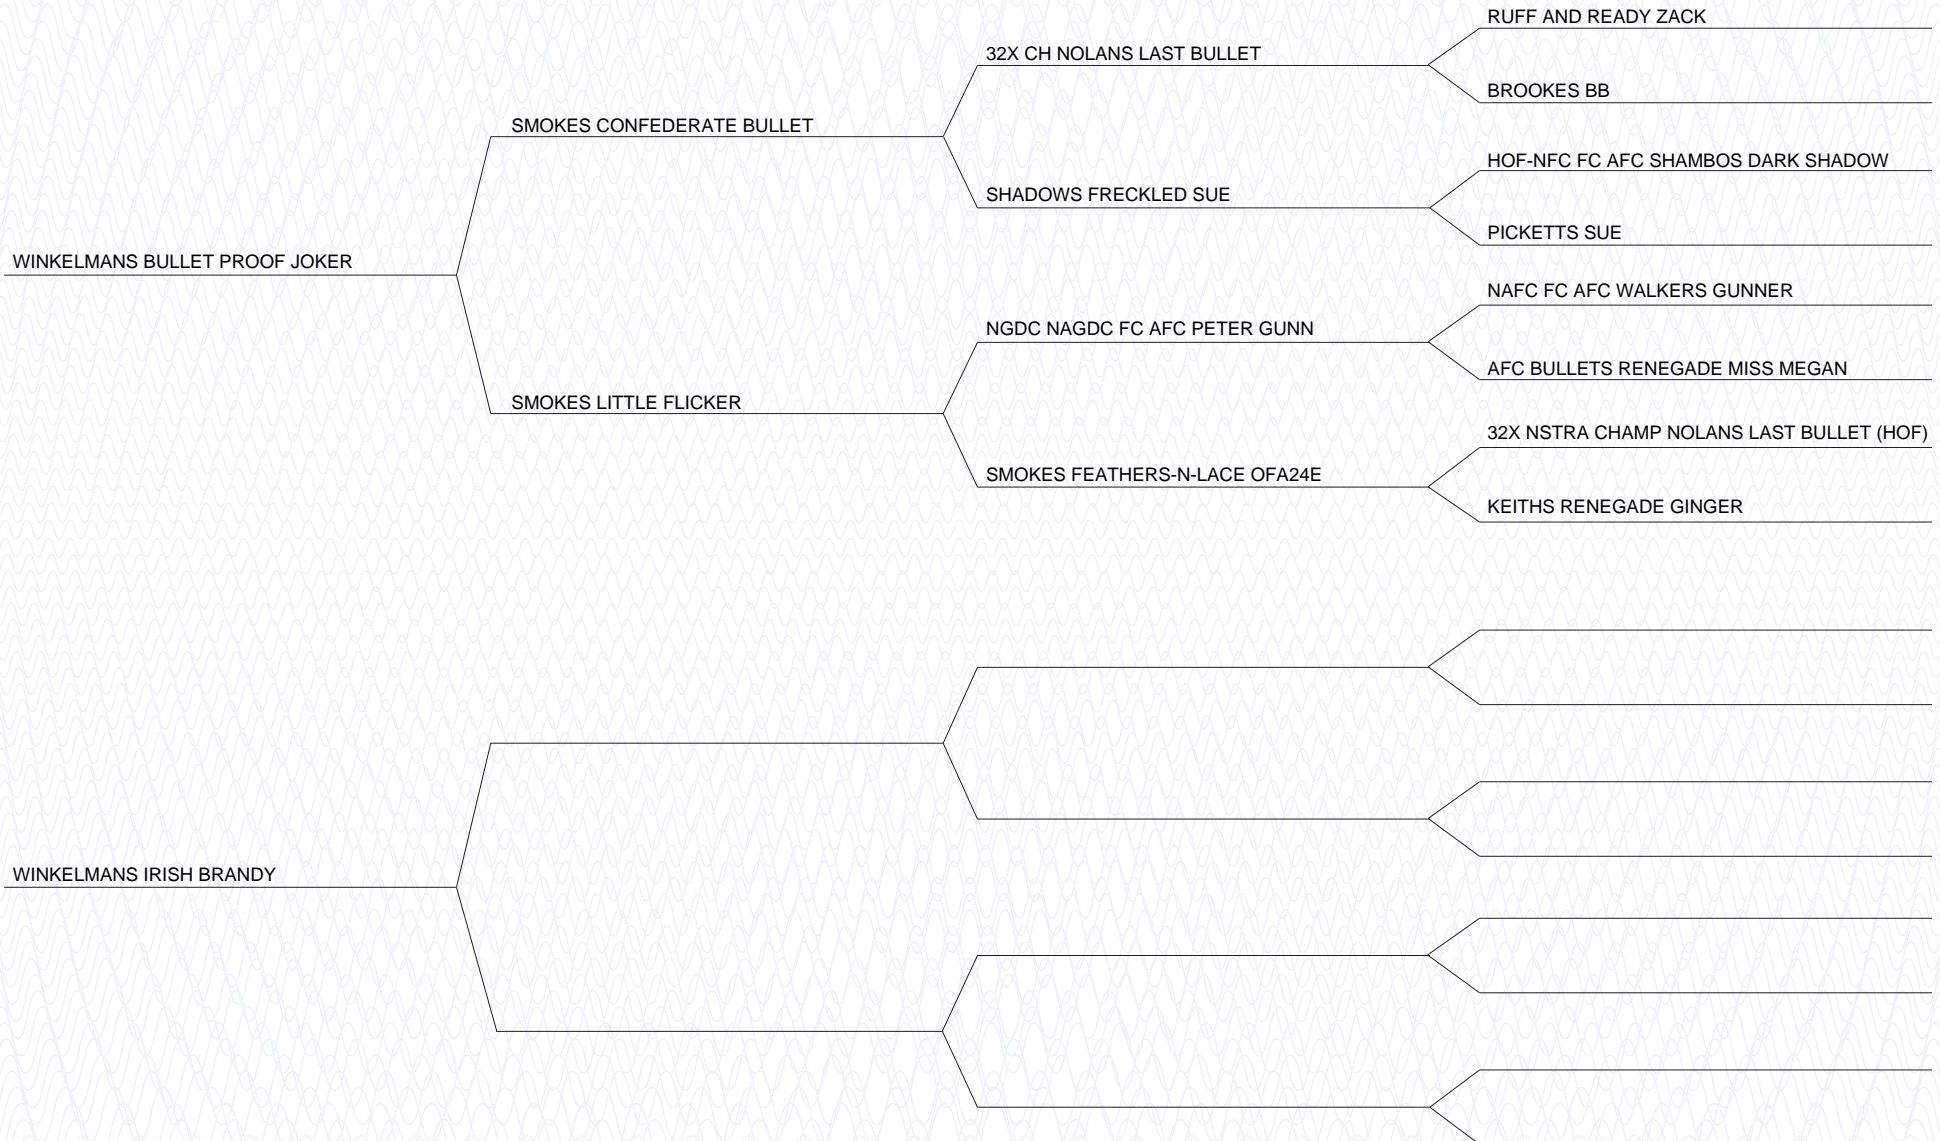 RUFF AND READY ZACK
32X CH NOLANS LAST BULLET
BROOKES BB
SMOKES CONFEDERATE BULLET
HOF-NFC FC AFC SHAMBOS DARK SHADOW
SHADOWS FRECKLED SUE
PICKETTS SUE
WINKELMANS BULLET PROOF JOKER
NAFC FC AFC WALKERS GUNNER
NGDC NAGDC FC AFC PETER GUNN
AFC BULLETS RENEGADE MISS MEGAN
SMOKES LITTLE FLICKER
32X NSTRA CHAMP NOLANS LAST BULLET (HOF)
SMOKES FEATHERS-N-LACE OFA24E
KEITHS RENEGADE GINGER
WINKELMANS IRISH BRANDY